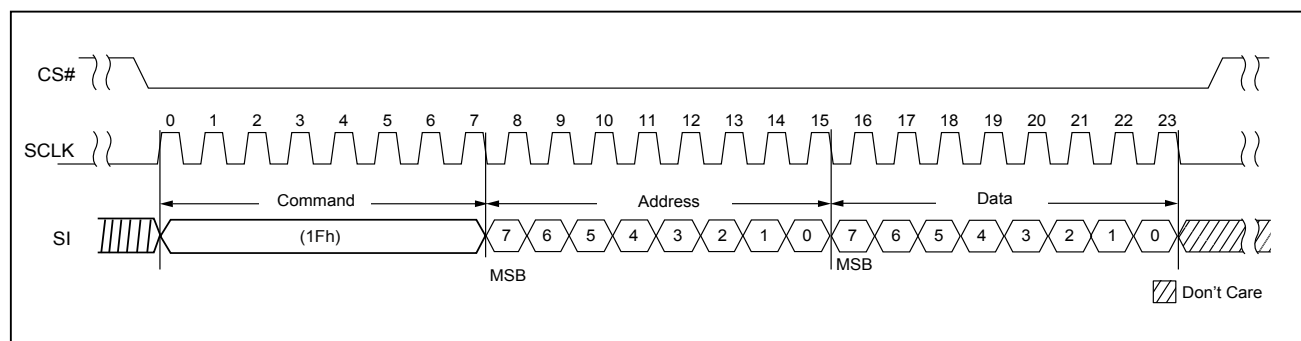 CS#
0 1 2 3 4 5 6 7 8 9 10 11 12 13 14 15 16 17 18 19 20 21 22 23
SCLK
Command Address Data
SI (1Fh) 7 6 5 4 3 2 1 0 7 6 5 4 3 2 1 0
MSB MSB
Don't Care